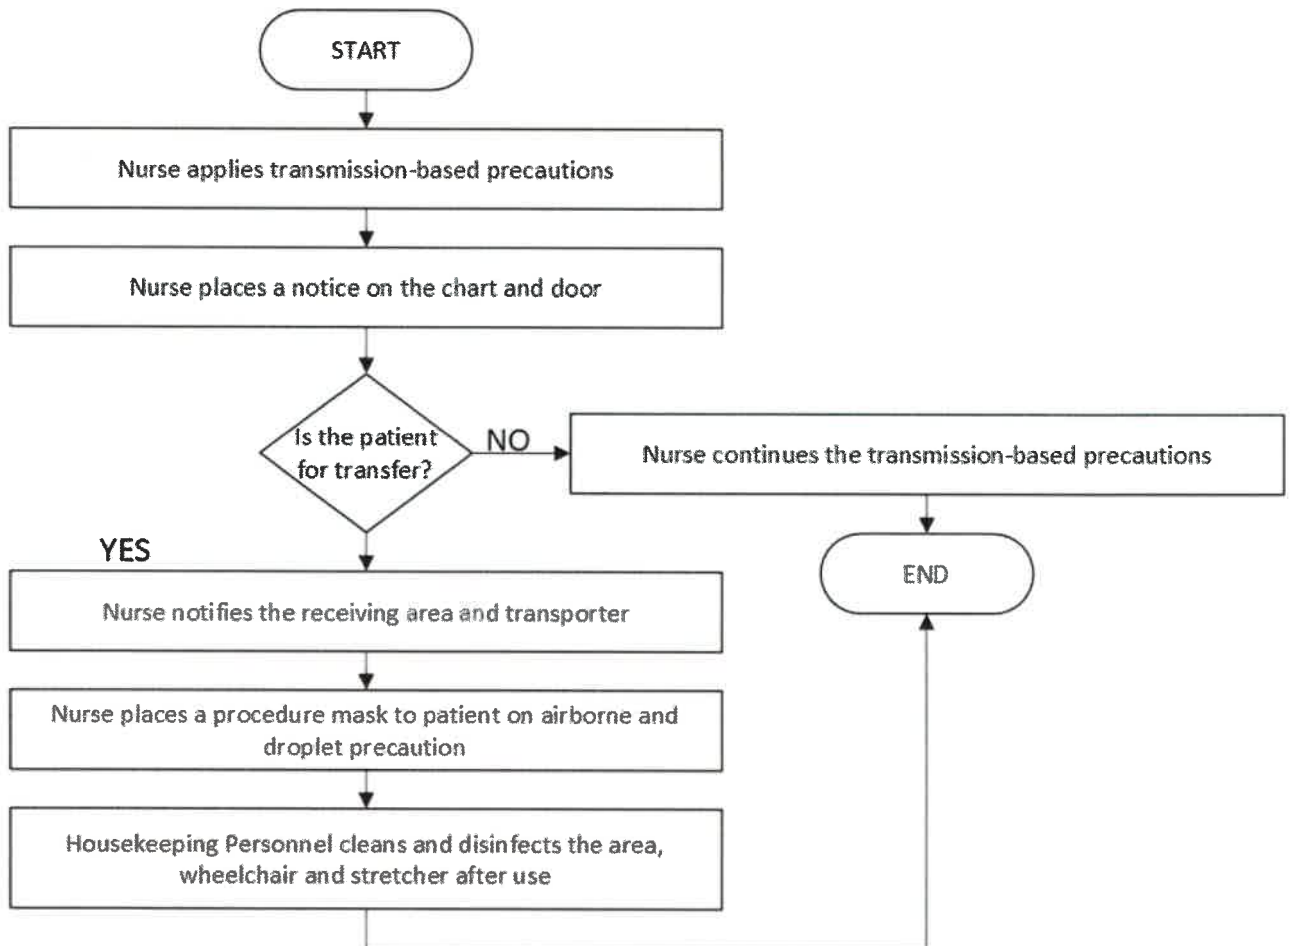 START
Nurse applies transmission-based precautions
Nurse places a notice on the chart and door
Is the patient
for transfer?
NO
Nurse continues the transmission-based precautions
YES
END
Nurse notifies the receiving area and transporter
Nurse places a procedure mask to patient on airborne and
droplet precaution
Housekeeping Personnel cleans and disinfects the area,
wheelchair and stretcher after use